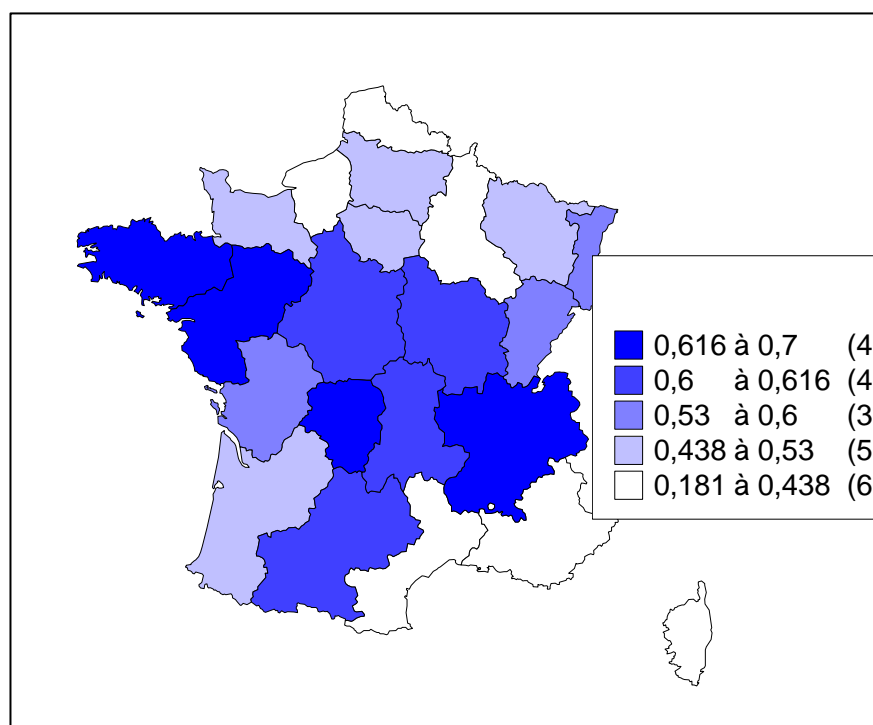 0,616 à 0,7 (4
0,6 à 0,616 (4
0,53 à 0,6 (3
0,438 à 0,53 (5
0,181 à 0,438 (6